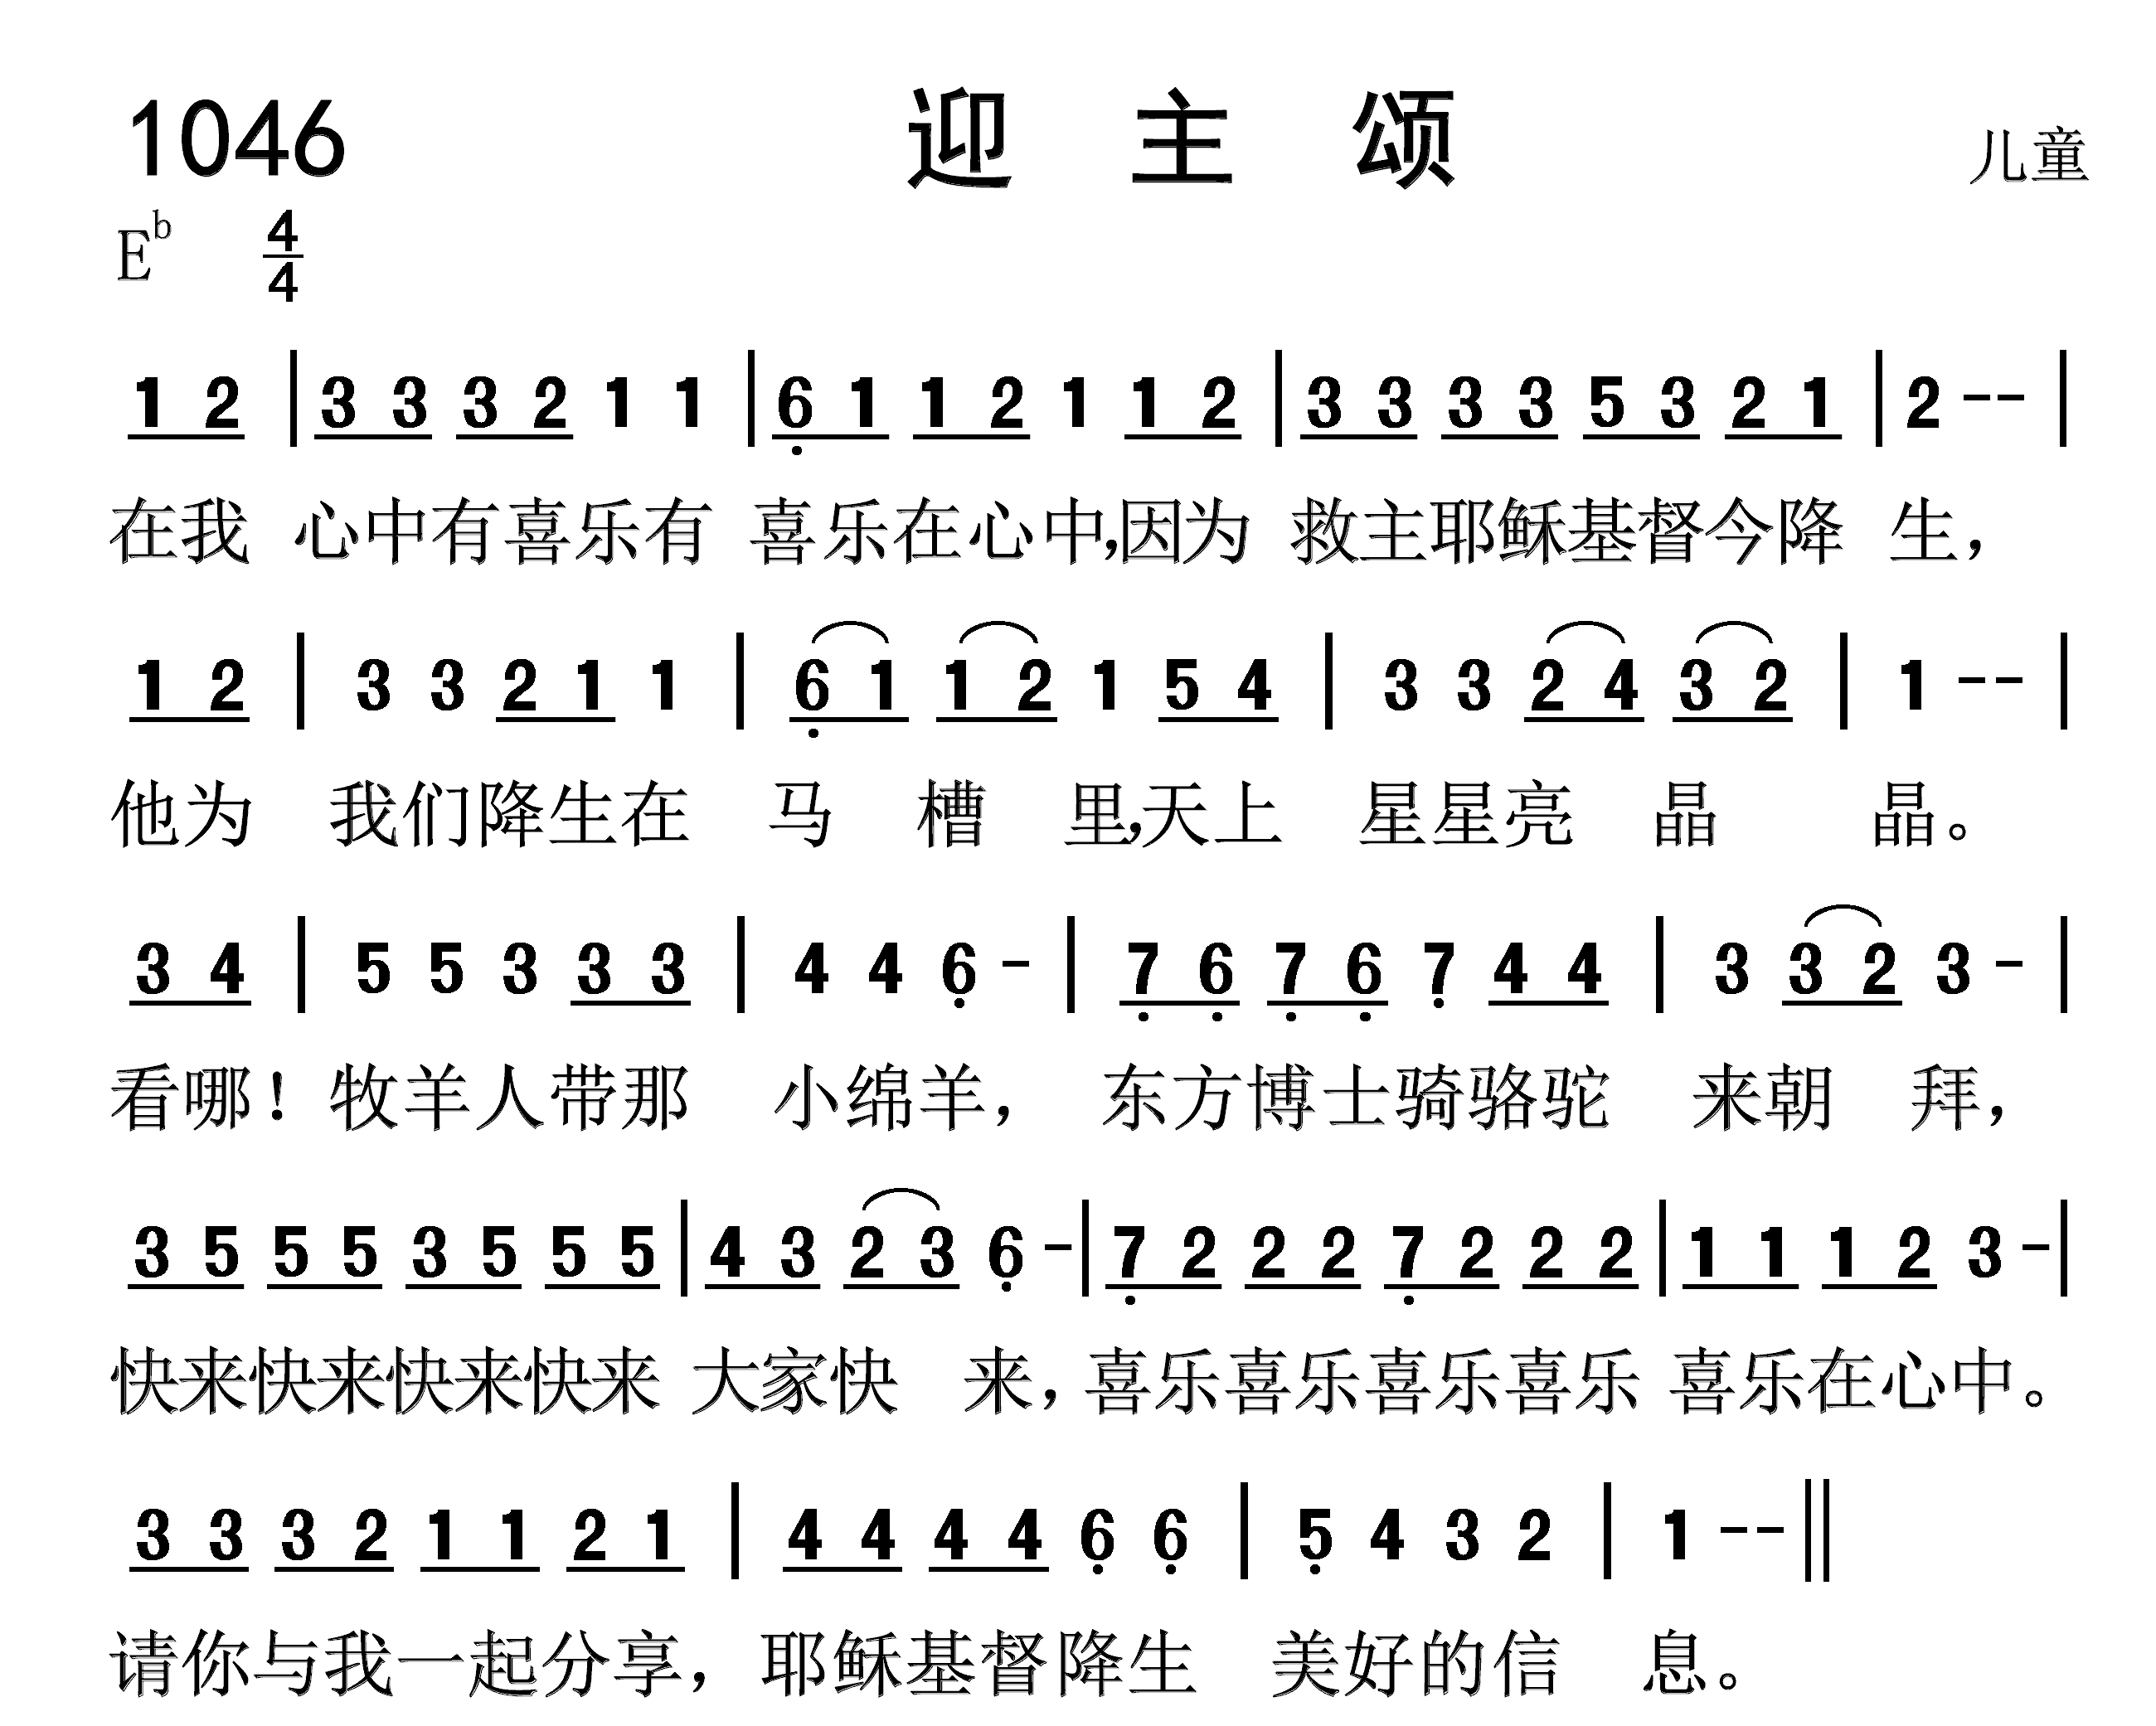 1046 迎 主 颂 儿童
E♭ 4/4
1 2 | 3 3 3 2 1 1 | 6̣ 1 1 2 1 1 2 | 3 3 3 3 5 3 2 1 | 2 - - |
在我 心中有喜乐有 喜乐在心中,因为 救主耶稣基督今降 生,
1 2 | 3 3 2 1 1 | 6̣ 1 1 2 1 5 4 | 3 3 2 4 3 2 | 1 - - |
他为 我们降生在 马 槽 里,天上 星星亮 晶 晶。
3 4 | 5 5 3 3 3 | 4 4 6̣ - | 7̣ 6̣ 7̣ 6̣ 7̣ 4 4 | 3 3 2 3 - |
看哪! 牧羊人带那 小绵羊, 东方博士骑骆驼 来朝 拜,
3 5 5 5 3 5 5 5 | 4 3 2 3 6̣ - | 7̣ 2 2 2 7̣ 2 2 2 | 1 1 1 2 3 - |
快来快来快来快来 大家快 来, 喜乐喜乐喜乐喜乐 喜乐在心中。
3 3 3 2 1 1 2 1 | 4 4 4 4 6̣ 6̣ | 5̣ 4 3 2 | 1 - - ||
请你与我一起分享, 耶稣基督降生 美好的信 息。